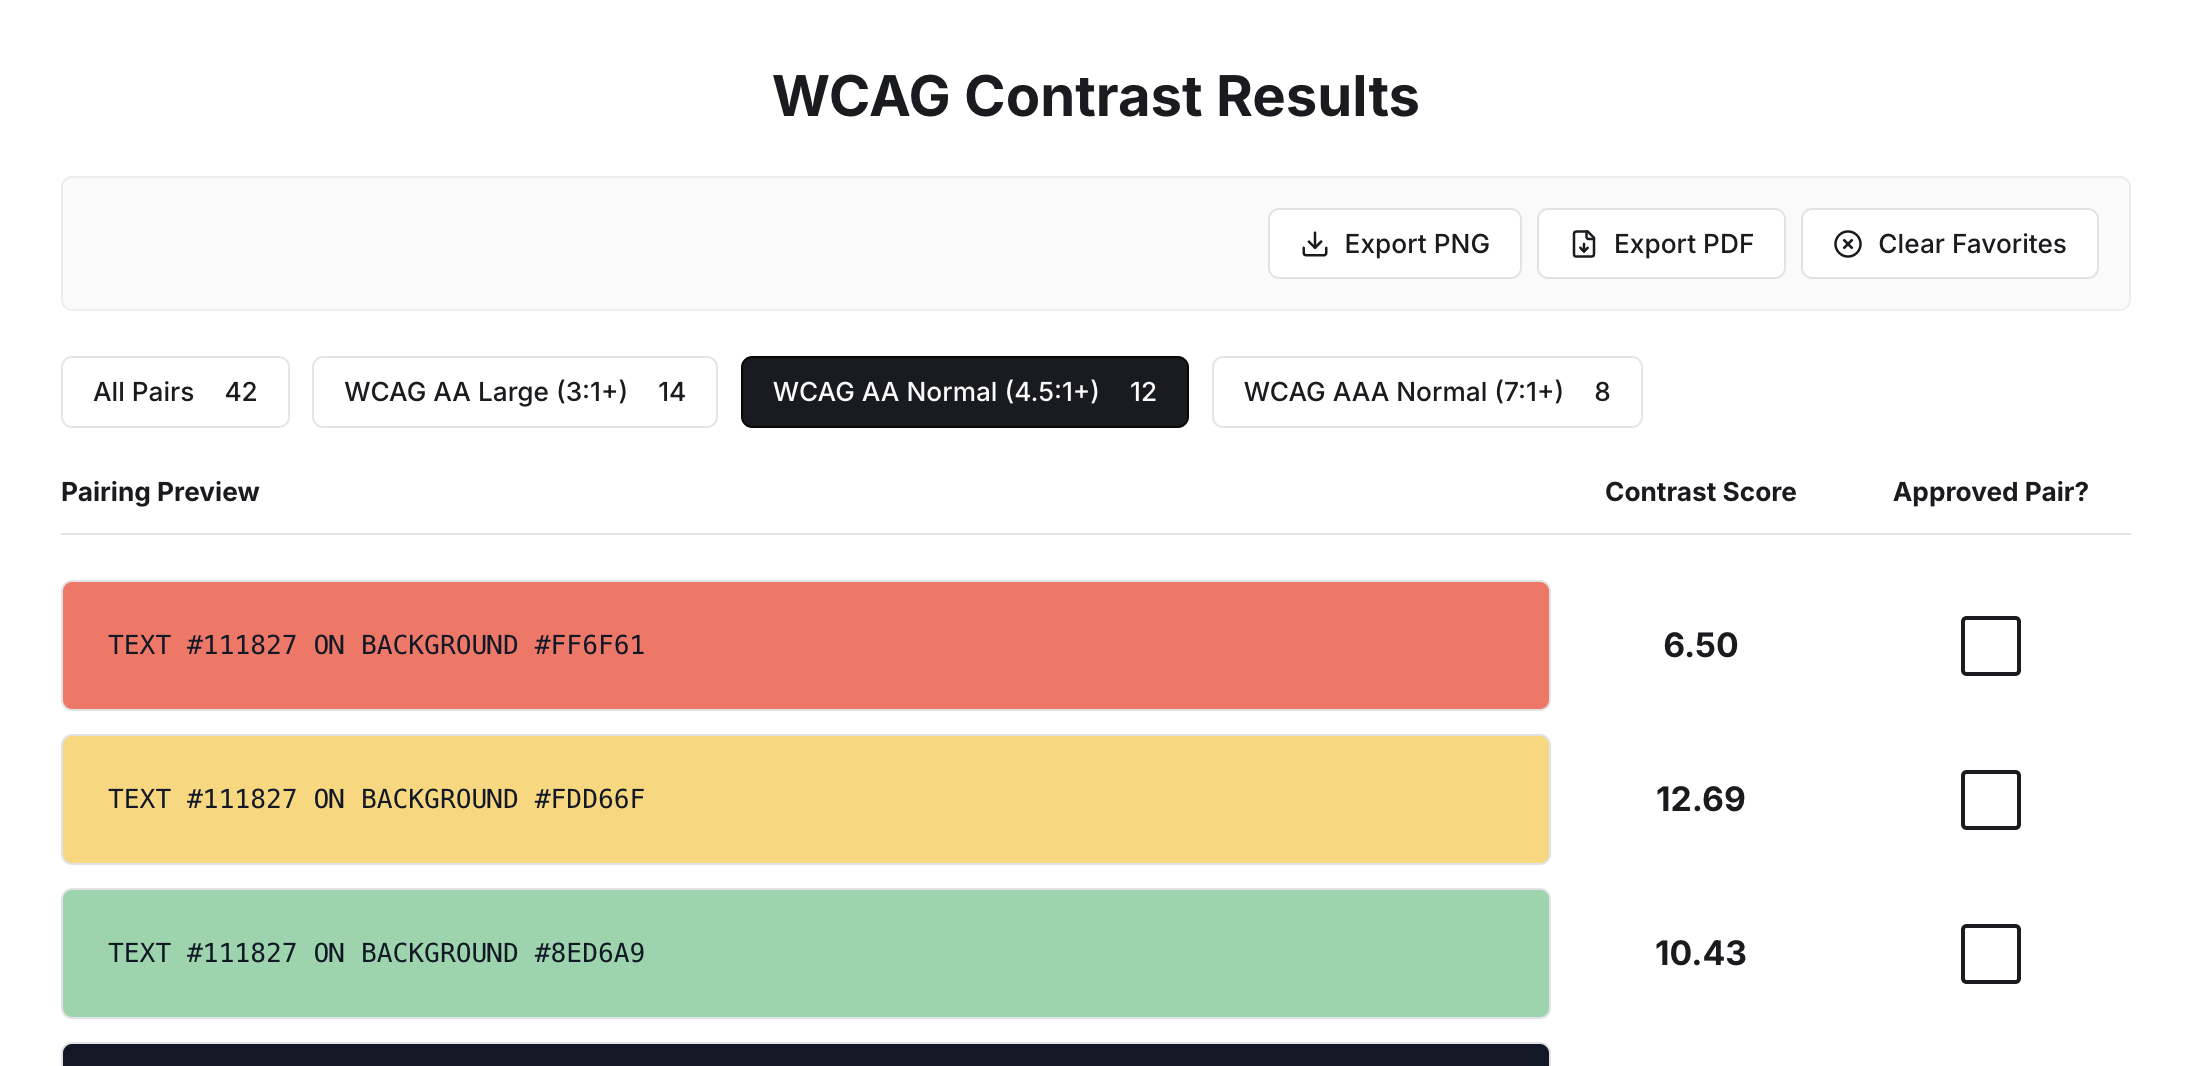 WCAG Contrast Results
Export PNG
Export PDF
Clear Favorites
All Pairs 42
WCAG AA Large (3:1+) 14
WCAG AA Normal (4.5:1+) 12
WCAG AAA Normal (7:1+) 8
Pairing Preview
Contrast Score
Approved Pair?
TEXT #111827 ON BACKGROUND #FF6F61
6.50
TEXT #111827 ON BACKGROUND #FDD66F
12.69
TEXT #111827 ON BACKGROUND #8ED6A9
10.43